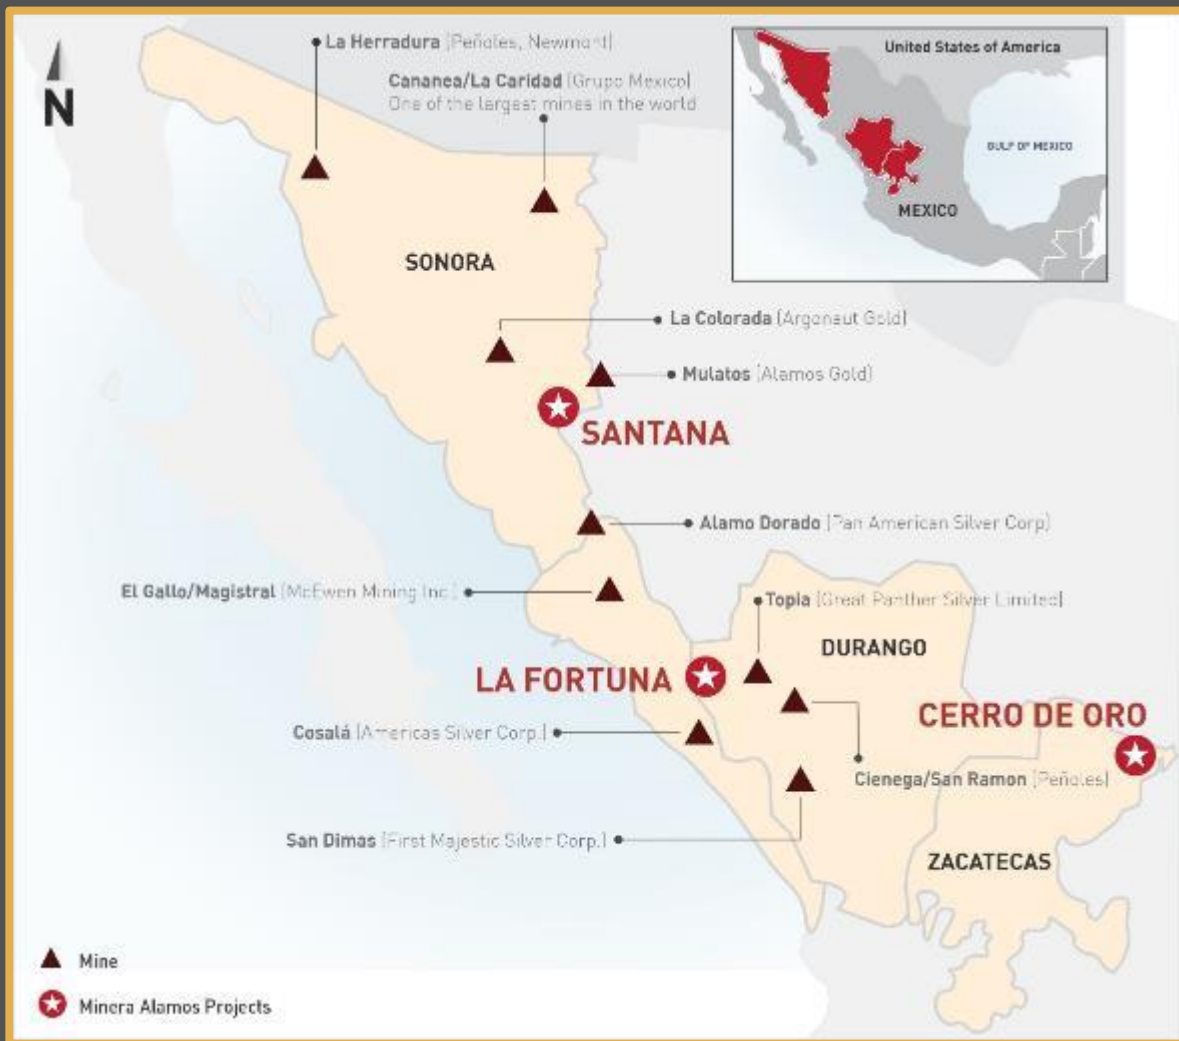 La Herradura (Peñoles, Newmont)
Cananea/La Caridad (Grupo Mexico)
One of the largest mines in the world
United States of America
GULF OF MEXICO
MEXICO
N
SONORA
La Colorada (Argonaut Gold)
Mulatos (Alamos Gold)
SANTANA
Alamo Dorado (Pan American Silver Corp)
El Gallo/Magistral (McEwen Mining Inc.)
Topia (Great Panther Silver Limited)
DURANGO
LA FORTUNA
CERRO DE ORO
Cosalá (Americas Silver Corp.)
Cienega/San Ramon (Peñoles)
San Dimas (First Majestic Silver Corp.)
ZACATECAS
Mine
Minera Alamos Projects